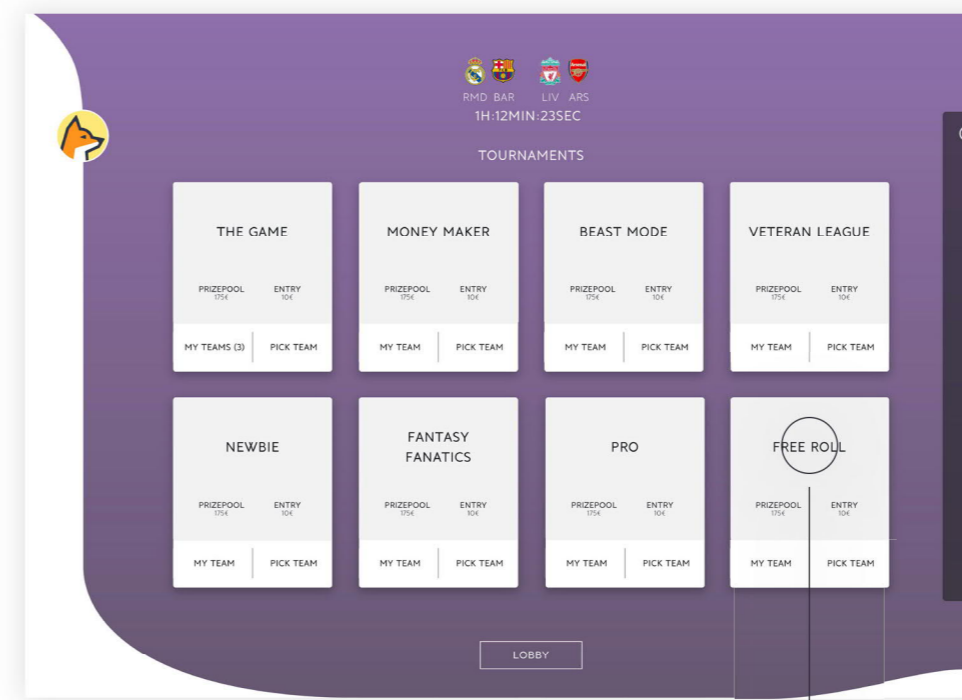 RMD BAR LIV ARS
1H:12MIN:23SEC
TOURNAMENTS
THE GAME
PRIZEPOOL ENTRY
175€ 10€
MY TEAMS (3) PICK TEAM
MONEY MAKER
PRIZEPOOL ENTRY
175€ 10€
MY TEAM PICK TEAM
BEAST MODE
PRIZEPOOL ENTRY
175€ 10€
MY TEAM PICK TEAM
VETERAN LEAGUE
PRIZEPOOL ENTRY
175€ 10€
MY TEAM PICK TEAM
NEWBIE
PRIZEPOOL ENTRY
175€ 10€
MY TEAM PICK TEAM
FANTASY
FANATICS
PRIZEPOOL ENTRY
175€ 10€
MY TEAM PICK TEAM
PRO
PRIZEPOOL ENTRY
175€ 10€
MY TEAM PICK TEAM
FREE ROLL
PRIZEPOOL ENTRY
175€ 10€
MY TEAM PICK TEAM
LOBBY